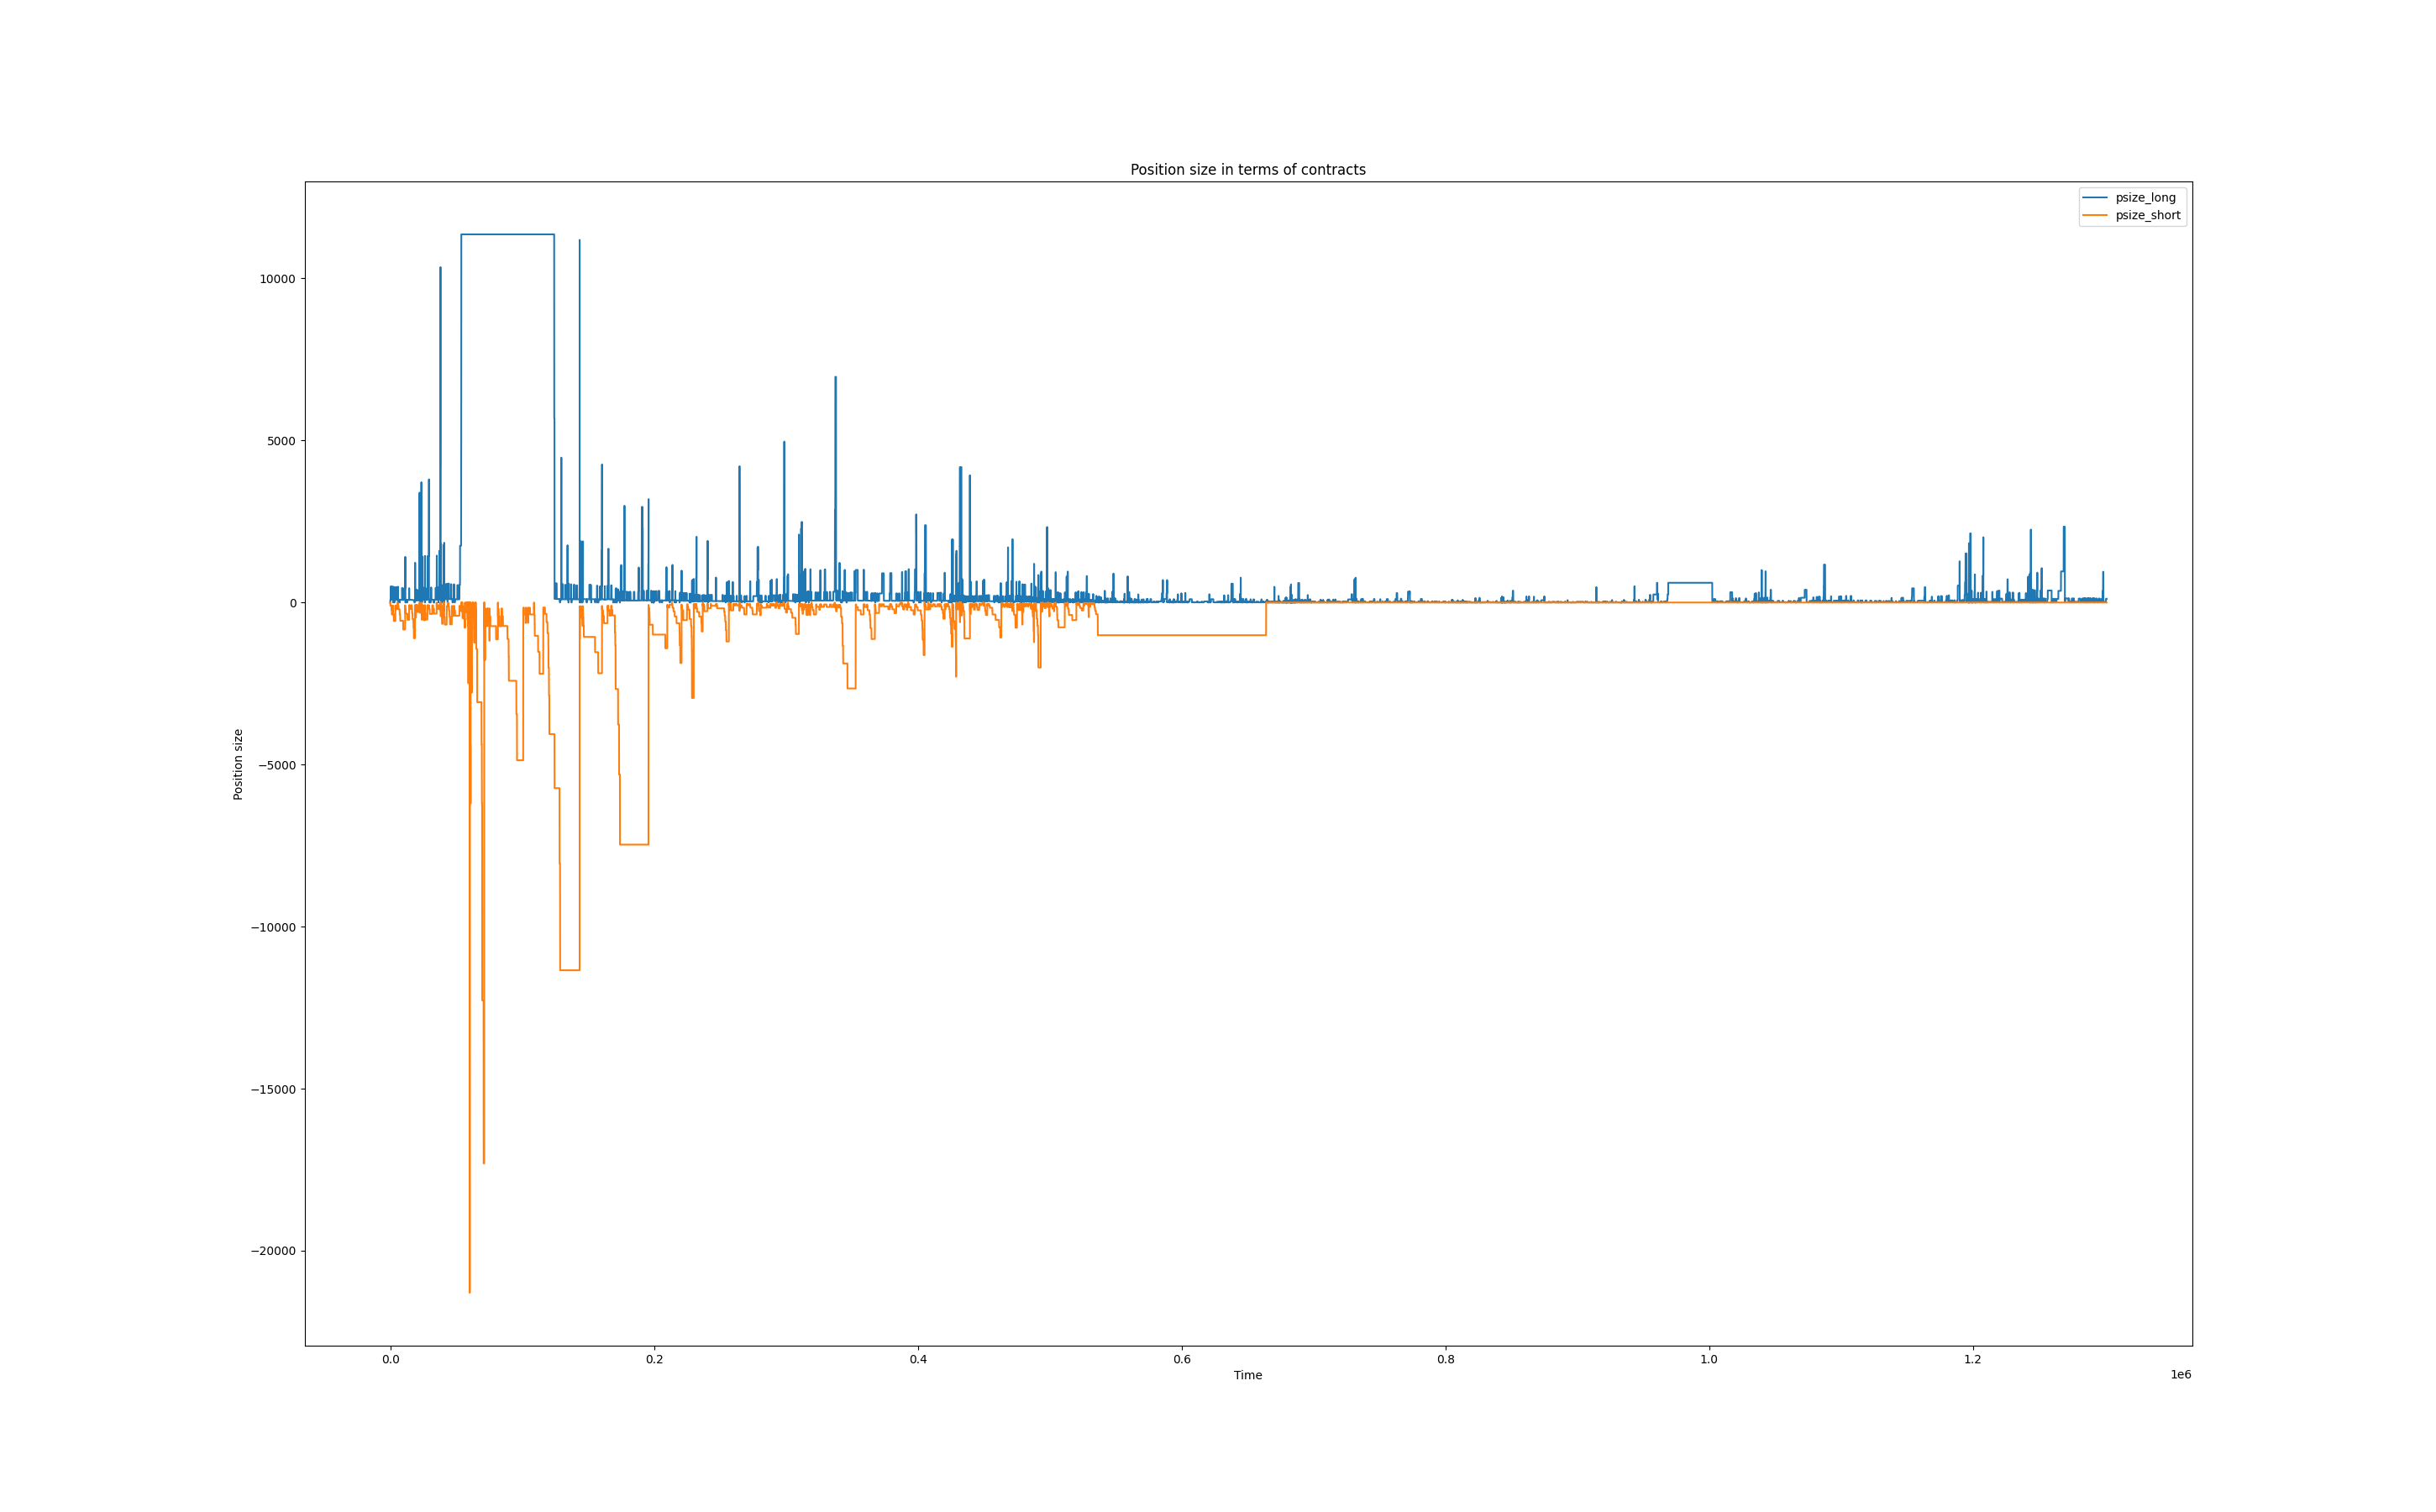 Position size in terms of contracts
psize_long
psize_short
10000
5000
0
−5000
−10000
−15000
−20000
Position size
0.0 0.2 0.4 0.6 0.8 1.0 1.2
Time
1e6